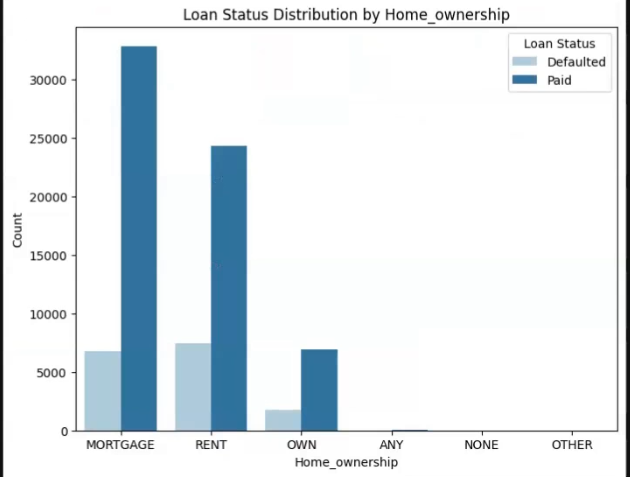 Loan Status Distribution by Home_ownership
Loan Status
Defaulted
Paid
30000
25000
20000
15000
10000
5000
0
Count
MORTGAGE RENT OWN ANY NONE OTHER
Home_ownership